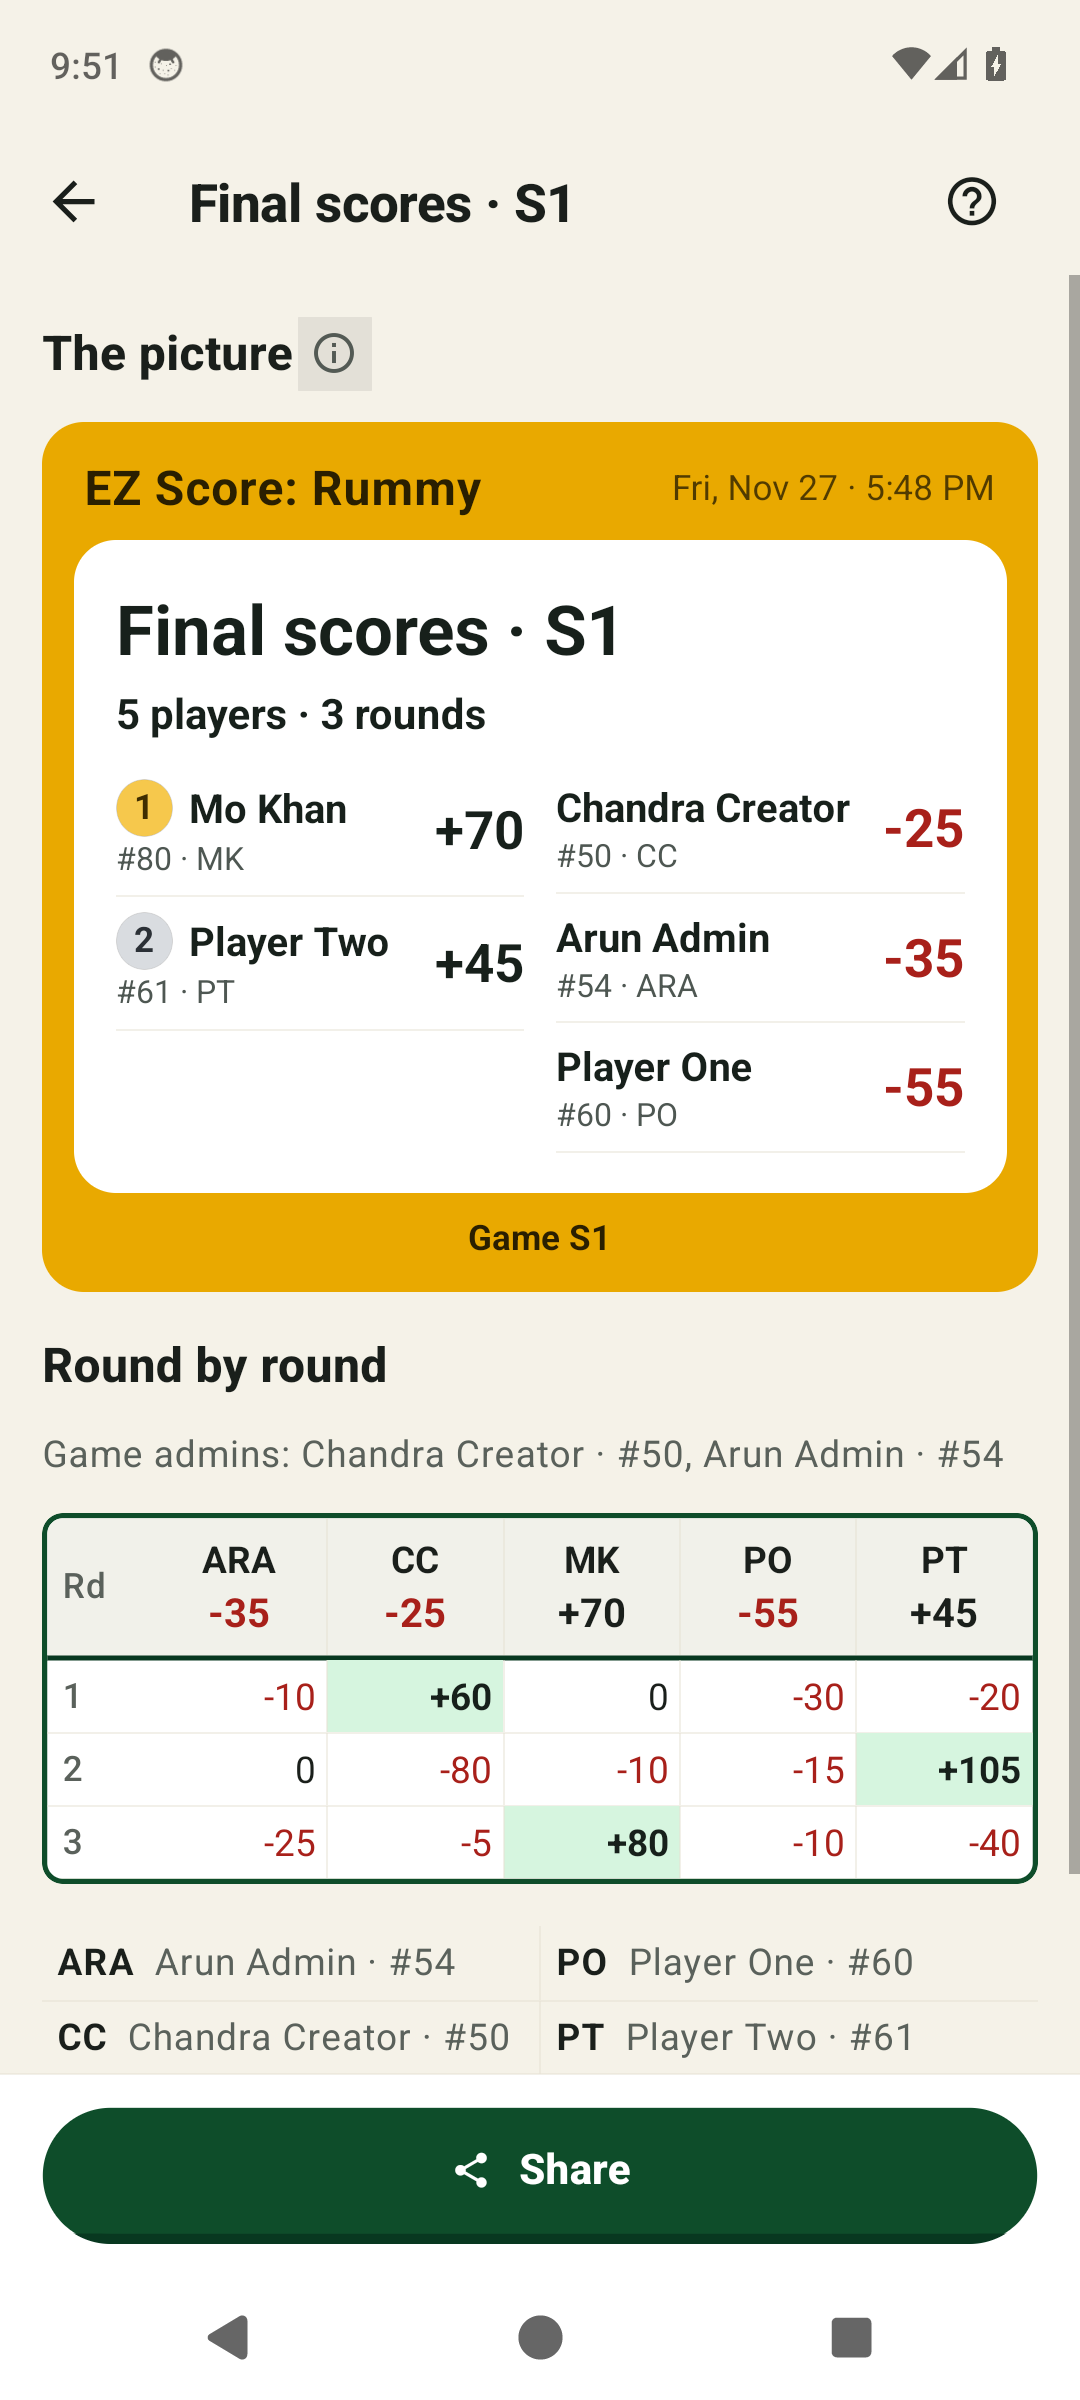 9:51
Final scores · S1
The picture
EZ Score: Rummy
Fri, Nov 27 · 5:48 PM
Final scores · S1
5 players · 3 rounds
1 Mo Khan +70
#80 · MK
2 Player Two +45
#61 · PT
Chandra Creator -25
#50 · CC
Arun Admin -35
#54 · ARA
Player One -55
#60 · PO
Game S1
Round by round
Game admins: Chandra Creator · #50, Arun Admin · #54
Rd ARA CC MK PO PT
-35 -25 +70 -55 +45
1 -10 +60 0 -30 -20
2 0 -80 -10 -15 +105
3 -25 -5 +80 -10 -40
ARA Arun Admin · #54
PO Player One · #60
CC Chandra Creator · #50
PT Player Two · #61
Share